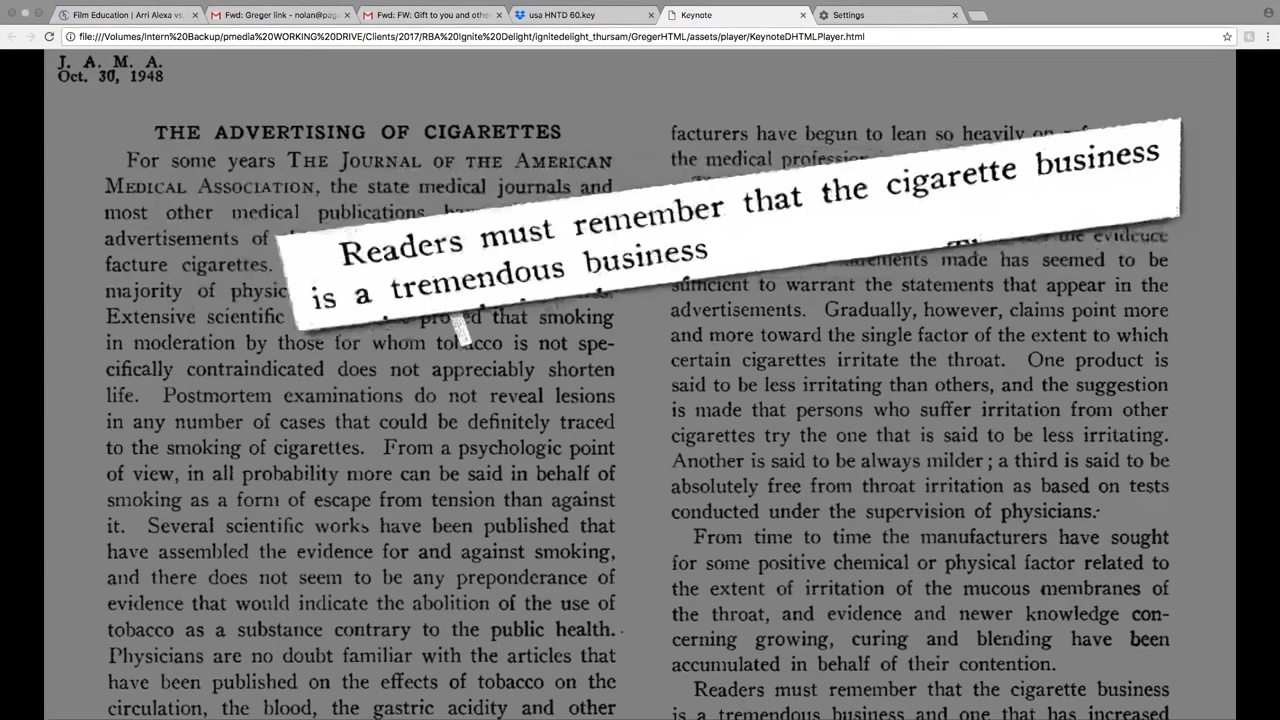 Film Education | Arri Alexa vs.
Fwd: Greger link - nolan@pag
Fwd: FW: Gift to you and othe
usa HNTD 60.key
Keynote
Settings
file:///Volumes/Intern%20Backup/pmedia%20WORKING%20DRIVE/Clients/2017/RBA%20Ignite%20Delight/ignitedelight_thursam/GregerHTML/assets/player/KeynoteDHTMLPlayer.html
J. A. M. A.
Oct. 30, 1948
THE ADVERTISING OF CIGARETTES
For some years THE JOURNAL OF THE AMERICAN
MEDICAL ASSOCIATION, the state medical journals and
most other medical publications
advertisements of
facture cigarettes.
majority of physic
Extensive scientific that smoking
in moderation by those for whom tobacco is not spe-
cifically contraindicated does not appreciably shorten
life. Postmortem examinations do not reveal lesions
in any number of cases that could be definitely traced
to the smoking of cigarettes. From a psychologic point
of view, in all probability more can be said in behalf of
smoking as a form of escape from tension than against
it. Several scientific works have been published that
have assembled the evidence for and against smoking,
and there does not seem to be any preponderance of
evidence that would indicate the abolition of the use of
tobacco as a substance contrary to the public health.
Physicians are no doubt familiar with the articles that
have been published on the effects of tobacco on the
circulation, the blood, the gastric acidity and other
Readers must remember that the cigarette business
is a tremendous business
facturers have begun to lean so heavily
the medical profession
the evidence
made has seemed to be
sufficient to warrant the statements that appear in the
advertisements. Gradually, however, claims point more
and more toward the single factor of the extent to which
certain cigarettes irritate the throat. One product is
said to be less irritating than others, and the suggestion
is made that persons who suffer irritation from other
cigarettes try the one that is said to be less irritating.
Another is said to be always milder; a third is said to be
absolutely free from throat irritation as based on tests
conducted under the supervision of physicians.
From time to time the manufacturers have sought
for some positive chemical or physical factor related to
the extent of irritation of the mucous membranes of
the throat, and evidence and newer knowledge con-
cerning growing, curing and blending have been
accumulated in behalf of their contention.
Readers must remember that the cigarette business
is a tremendous business and one that has increased